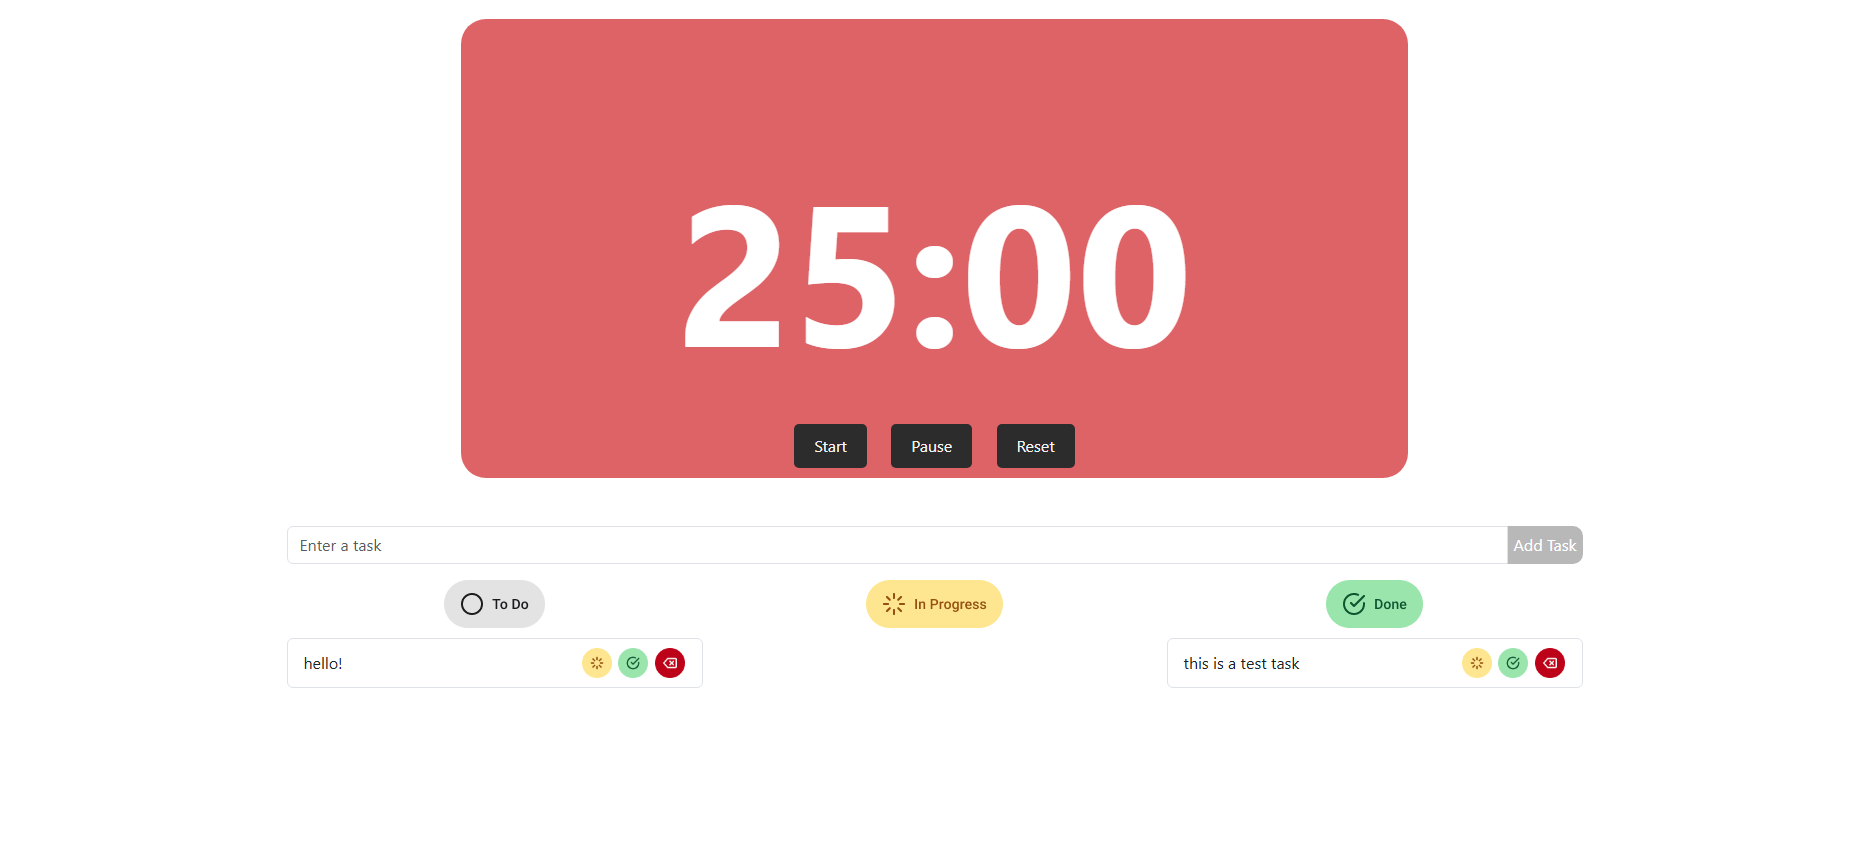 25:00
Start Pause Reset
Enter a task Add Task
To Do In Progress Done
hello! this is a test task